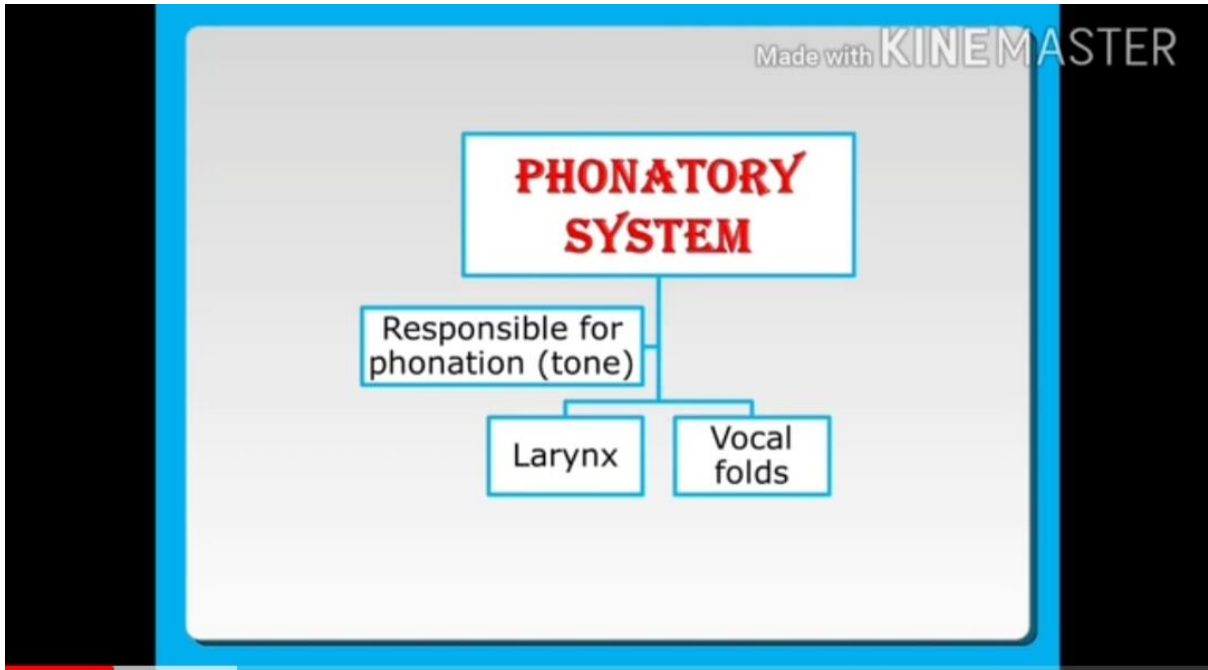 Made with KINEMASTER
PHONATORY
SYSTEM
Responsible for
phonation (tone)
Larynx
Vocal
folds